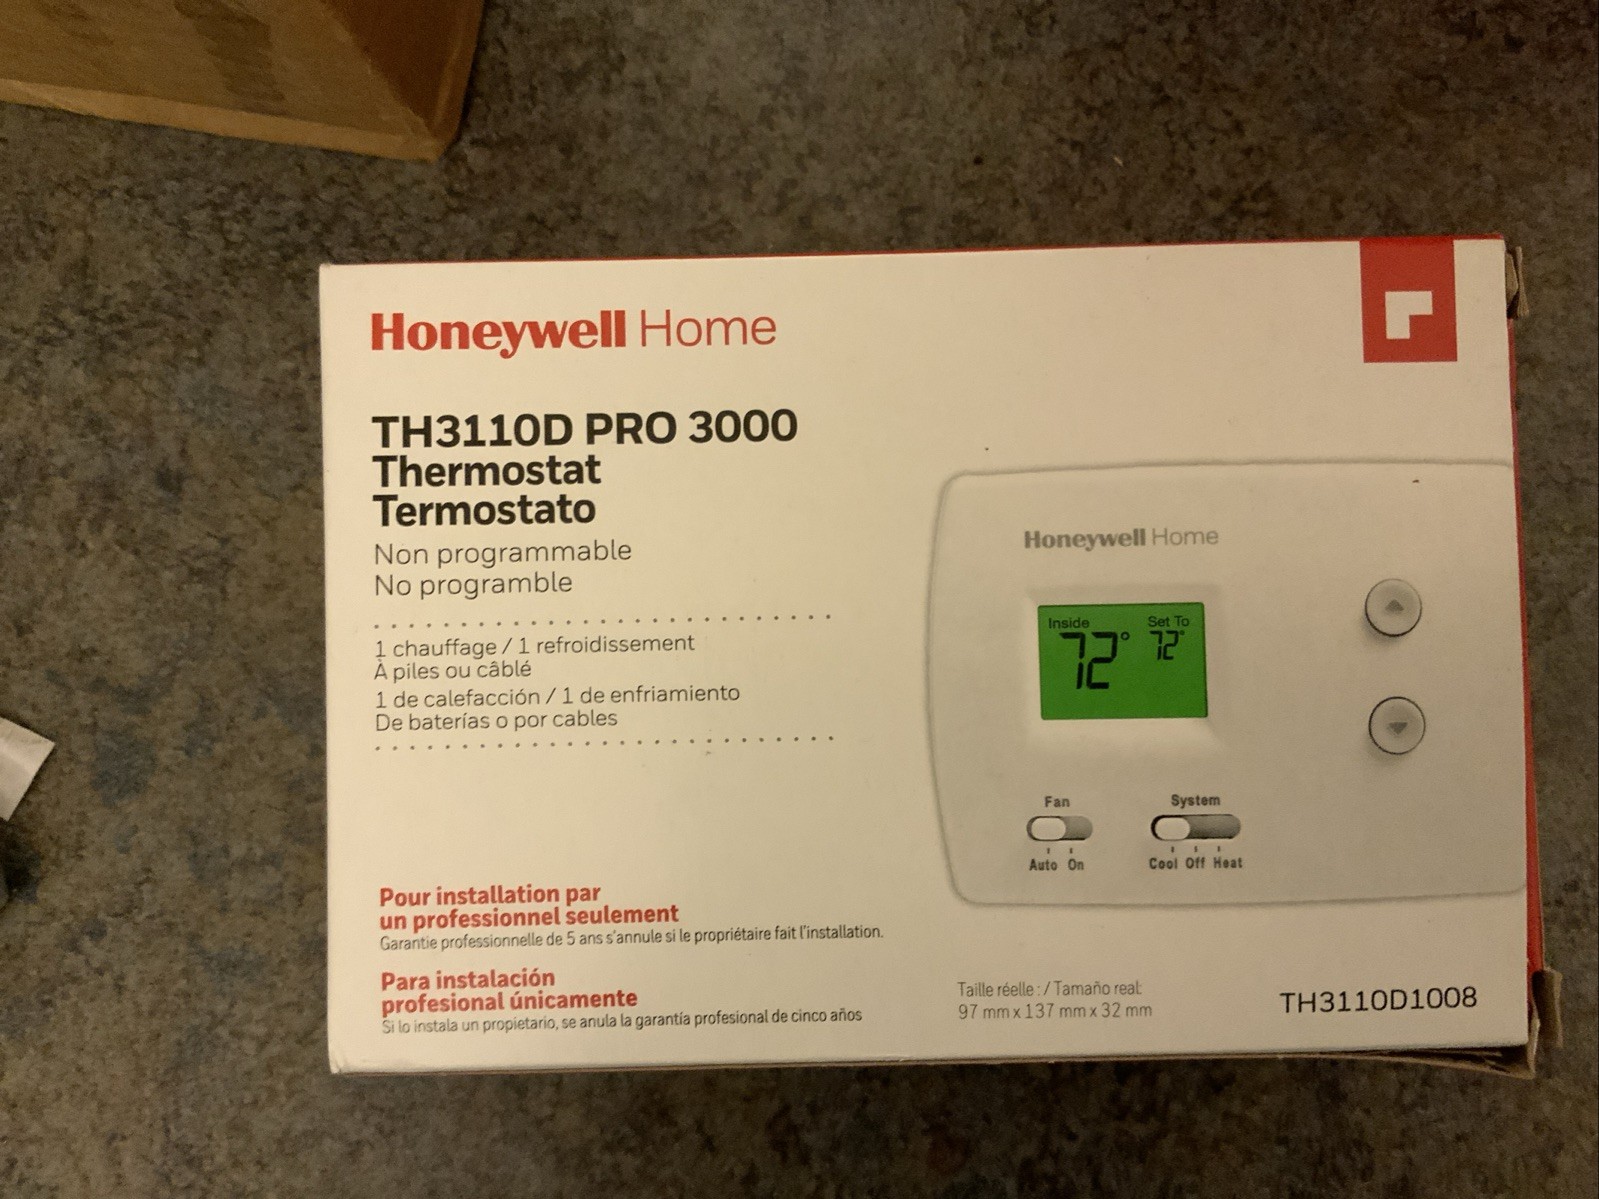 Honeywell Home
TH3110D PRO 3000
Thermostat
Termostato
Non programmable
No programble
1 chauffage / 1 refroidissement
À piles ou câblé
1 de calefacción / 1 de enfriamiento
De baterías o por cables
Pour installation par
un professionnel seulement
Garantie professionnelle de 5 ans s'annule si le propriétaire fait l'installation.
Para instalación
profesional únicamente
Si lo instala un propietario, se anula la garantía profesional de cinco años
Honeywell Home
Inside Set To
72° 72°
Fan System
Auto On Cool Off Heat
Taille réelle : / Tamaño real:
97 mm x 137 mm x 32 mm
TH3110D1008